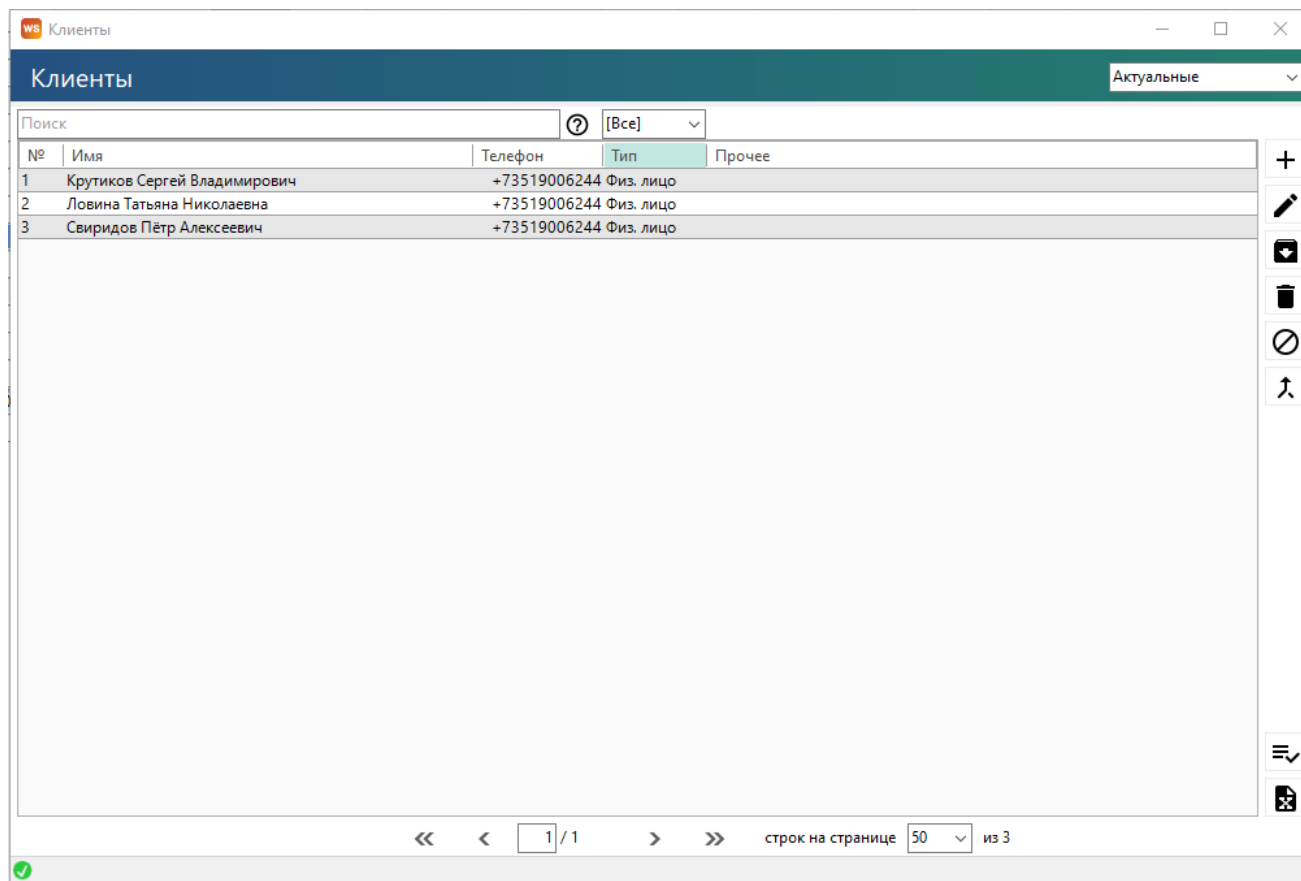 ws Клиенты
Клиенты Актуальные
Поиск [Все]
№ Имя Телефон Тип Прочее
1 Крутиков Сергей Владимирович +73519006244 Физ. лицо
2 Ловина Татьяна Николаевна +73519006244 Физ. лицо
3 Свиридов Пётр Алексеевич +73519006244 Физ. лицо
1 / 1 строк на странице 50 из 3